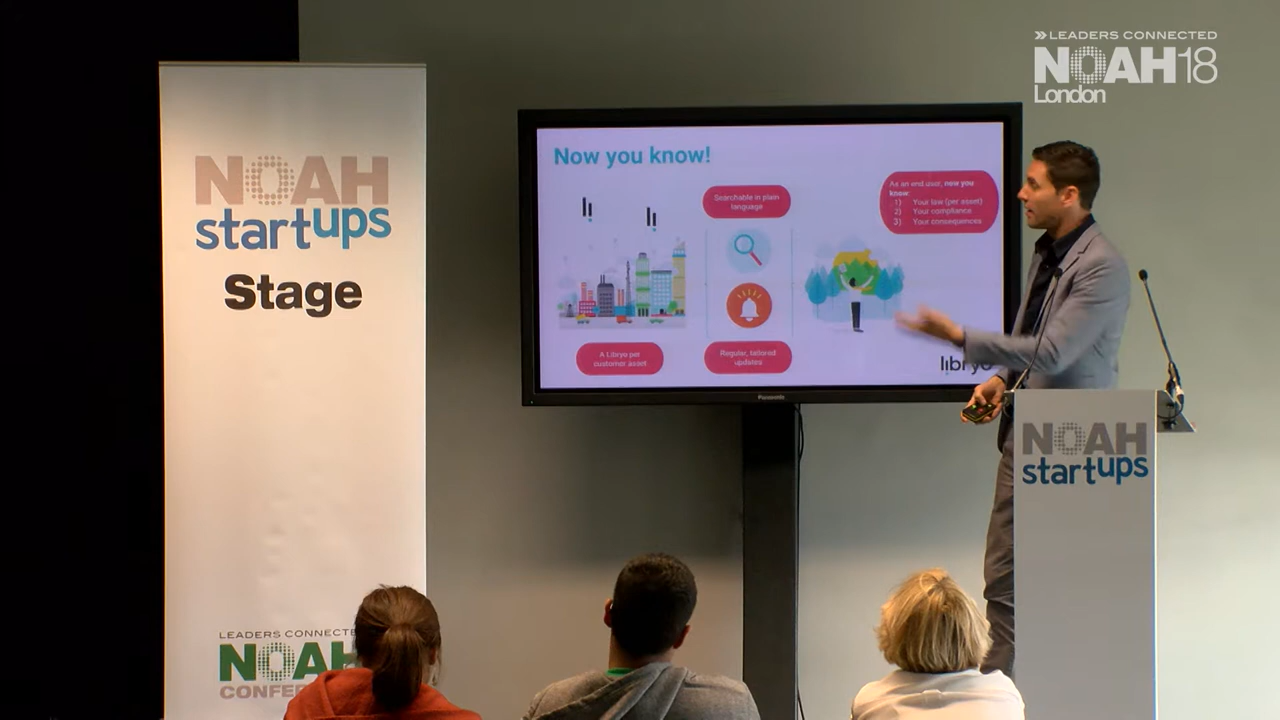 LEADERS CONNECTED
NOAH18
London
NOAH
startups
Stage
LEADERS CONNECTE
NOAH
CONFE
Now you know!
Searchable in plain
language
As an end user, now you
know:
1) Your law (per asset)
2) Your compliance
3) Your consequences
A Libryo per
customer asset
Regular, tailored
updates
libryo
Panasonic
NOAH
startups